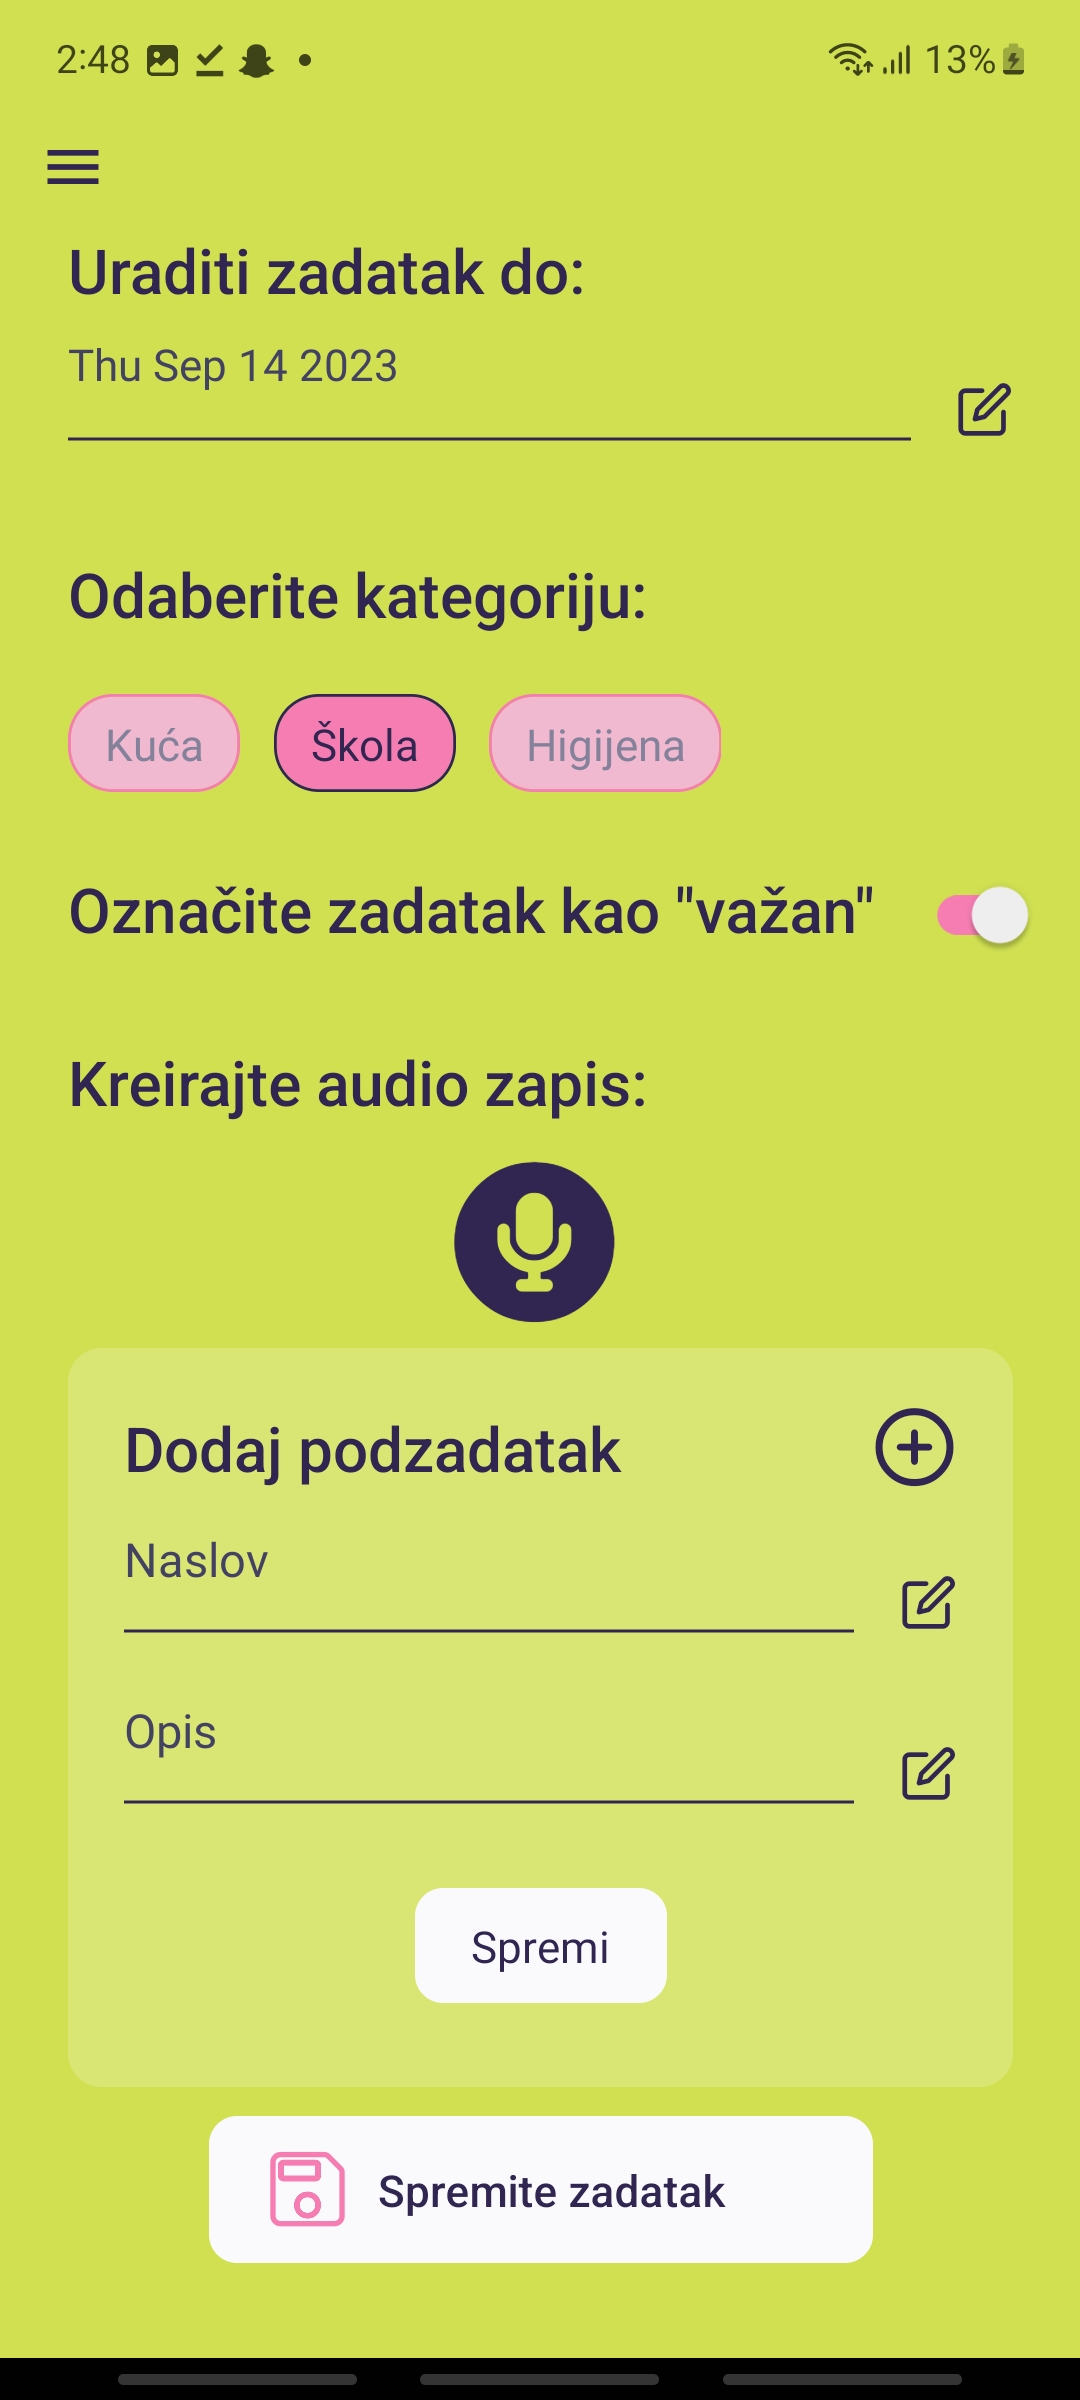 2:48 13%
Uraditi zadatak do:
Thu Sep 14 2023
Odaberite kategoriju:
Kuća Škola Higijena
Označite zadatak kao "važan"
Kreirajte audio zapis:
Dodaj podzadatak
Naslov
Opis
Spremi
Spremite zadatak